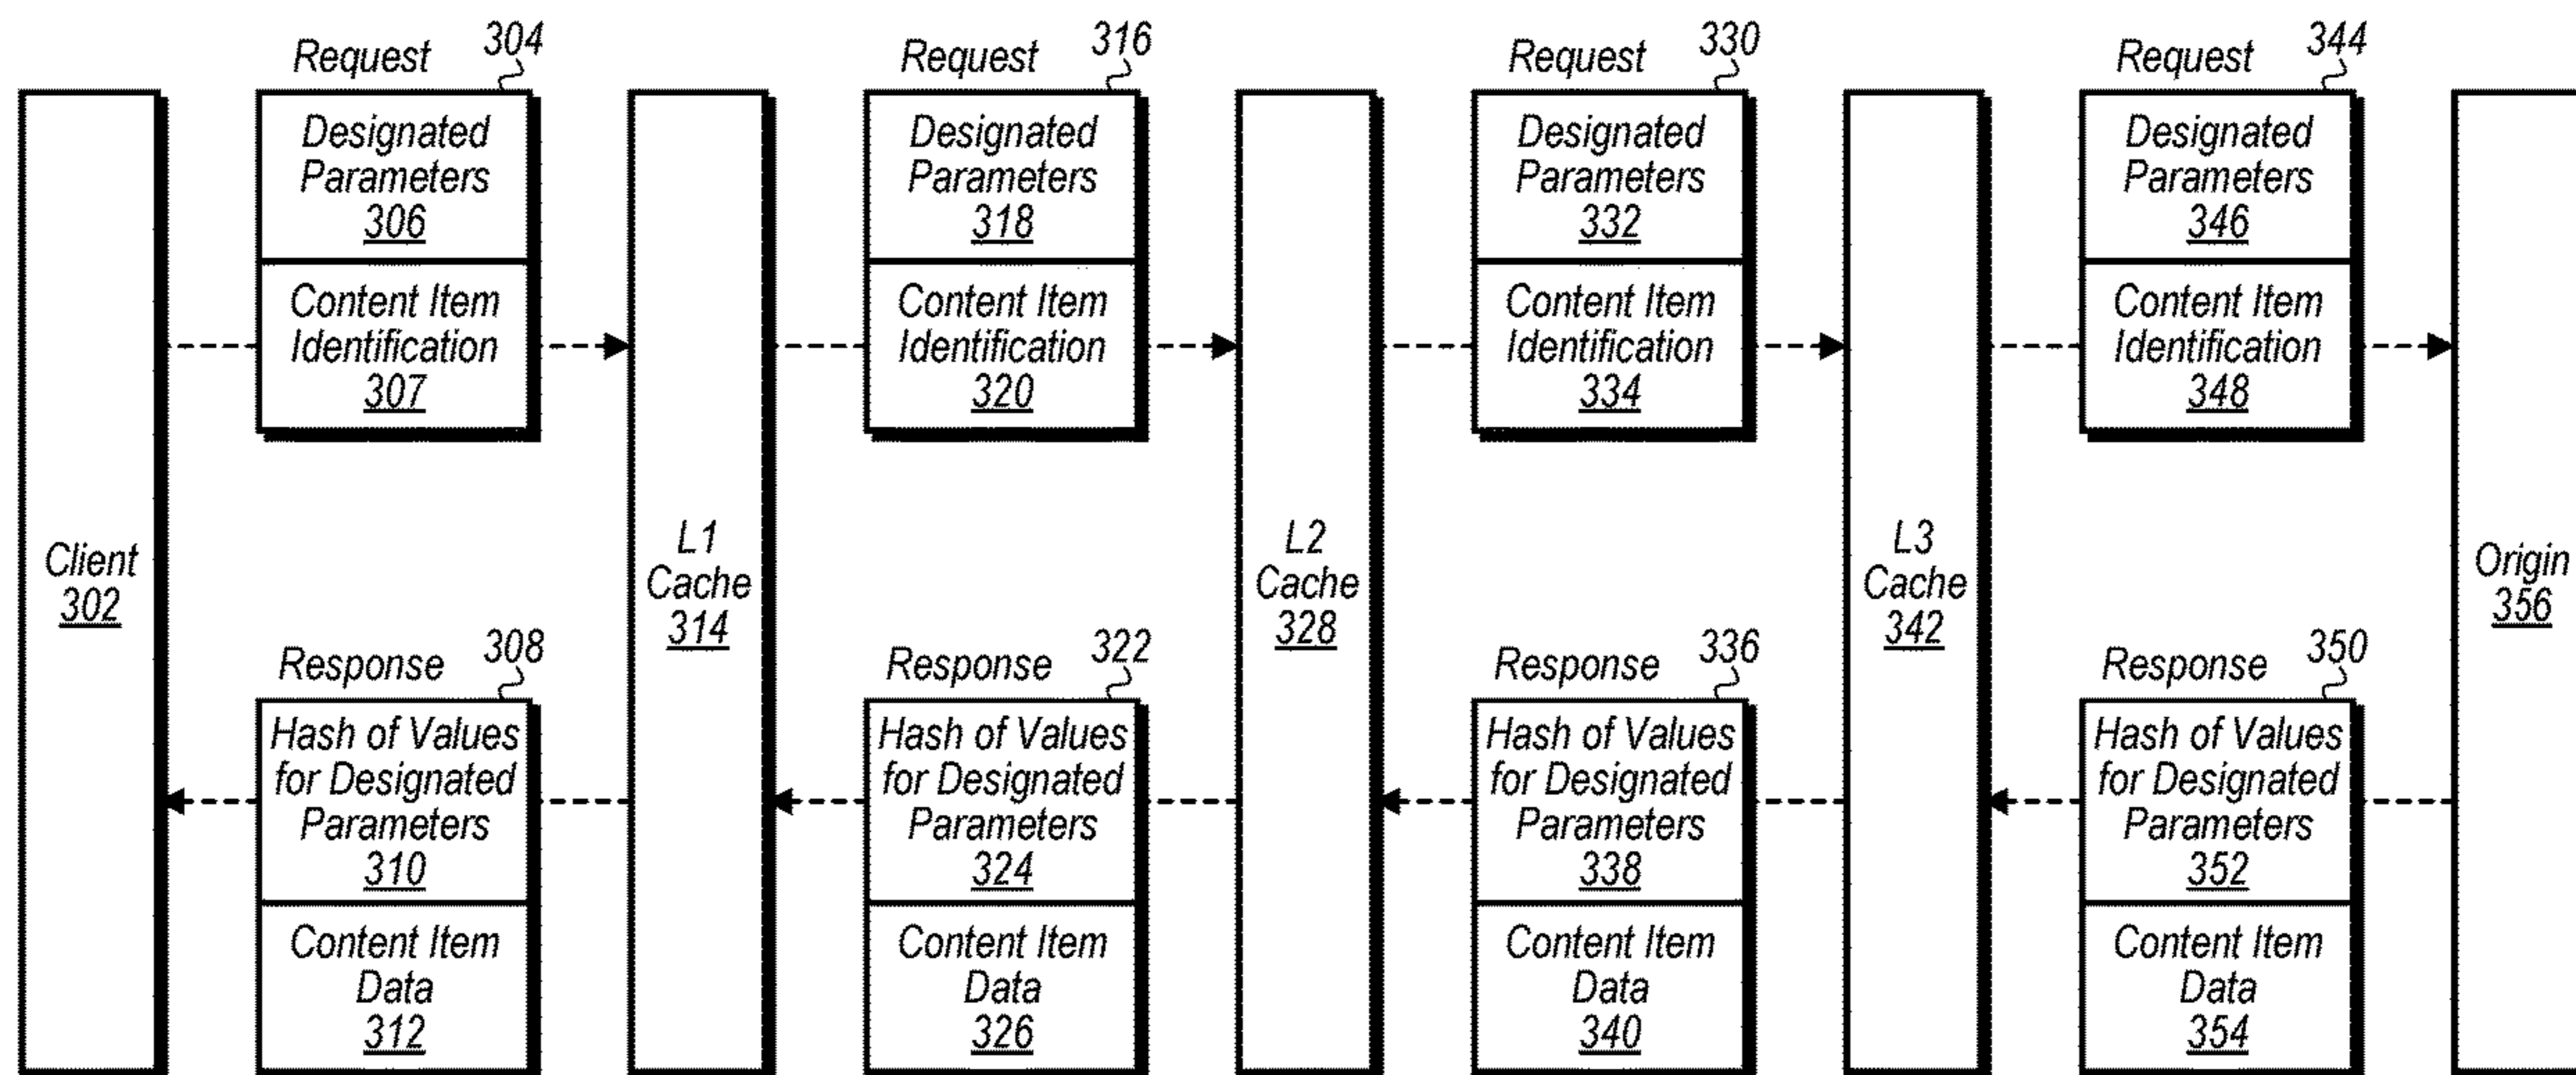 Request 304
Designated
Parameters
306
Content Item
Identification
307
Request 316
Designated
Parameters
318
Content Item
Identification
320
Request 330
Designated
Parameters
332
Content Item
Identification
334
Request 344
Designated
Parameters
346
Content Item
Identification
348
Client
302
L1
Cache
314
L2
Cache
328
L3
Cache
342
Origin
356
Response 308
Hash of Values
for Designated
Parameters
310
Content Item
Data
312
Response 322
Hash of Values
for Designated
Parameters
324
Content Item
Data
326
Response 336
Hash of Values
for Designated
Parameters
338
Content Item
Data
340
Response 350
Hash of Values
for Designated
Parameters
352
Content Item
Data
354